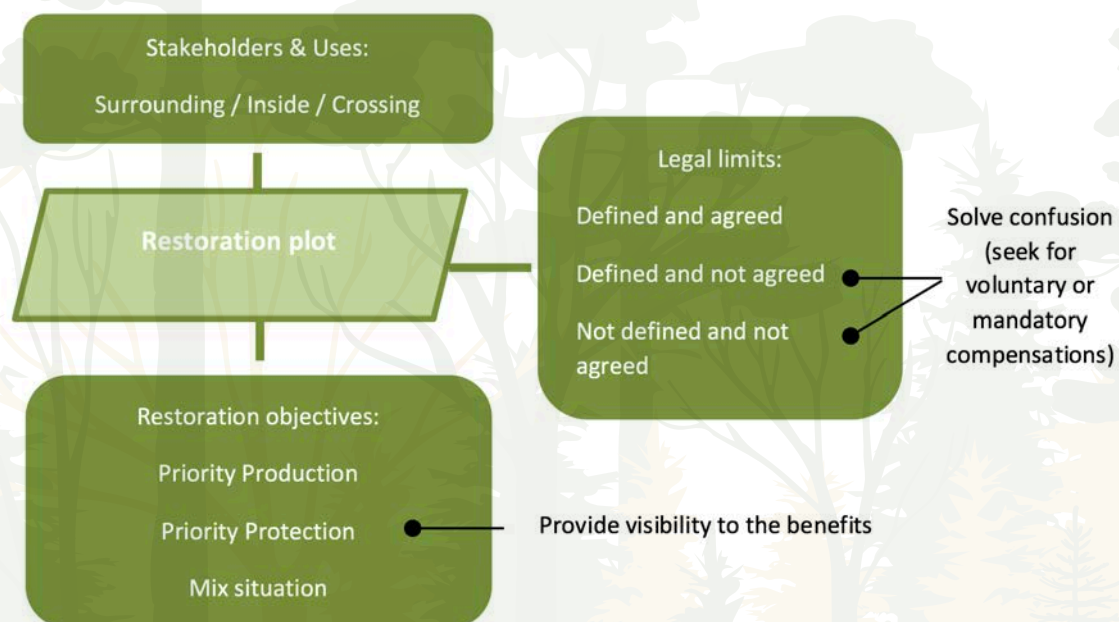 Stakeholders & Uses:
Surrounding / Inside / Crossing
Restoration plot
Legal limits:
Defined and agreed
Defined and not agreed
Not defined and not
agreed
Solve confusion
(seek for
voluntary or
mandatory
compensations)
Restoration objectives:
Priority Production
Priority Protection
Mix situation
Provide visibility to the benefits